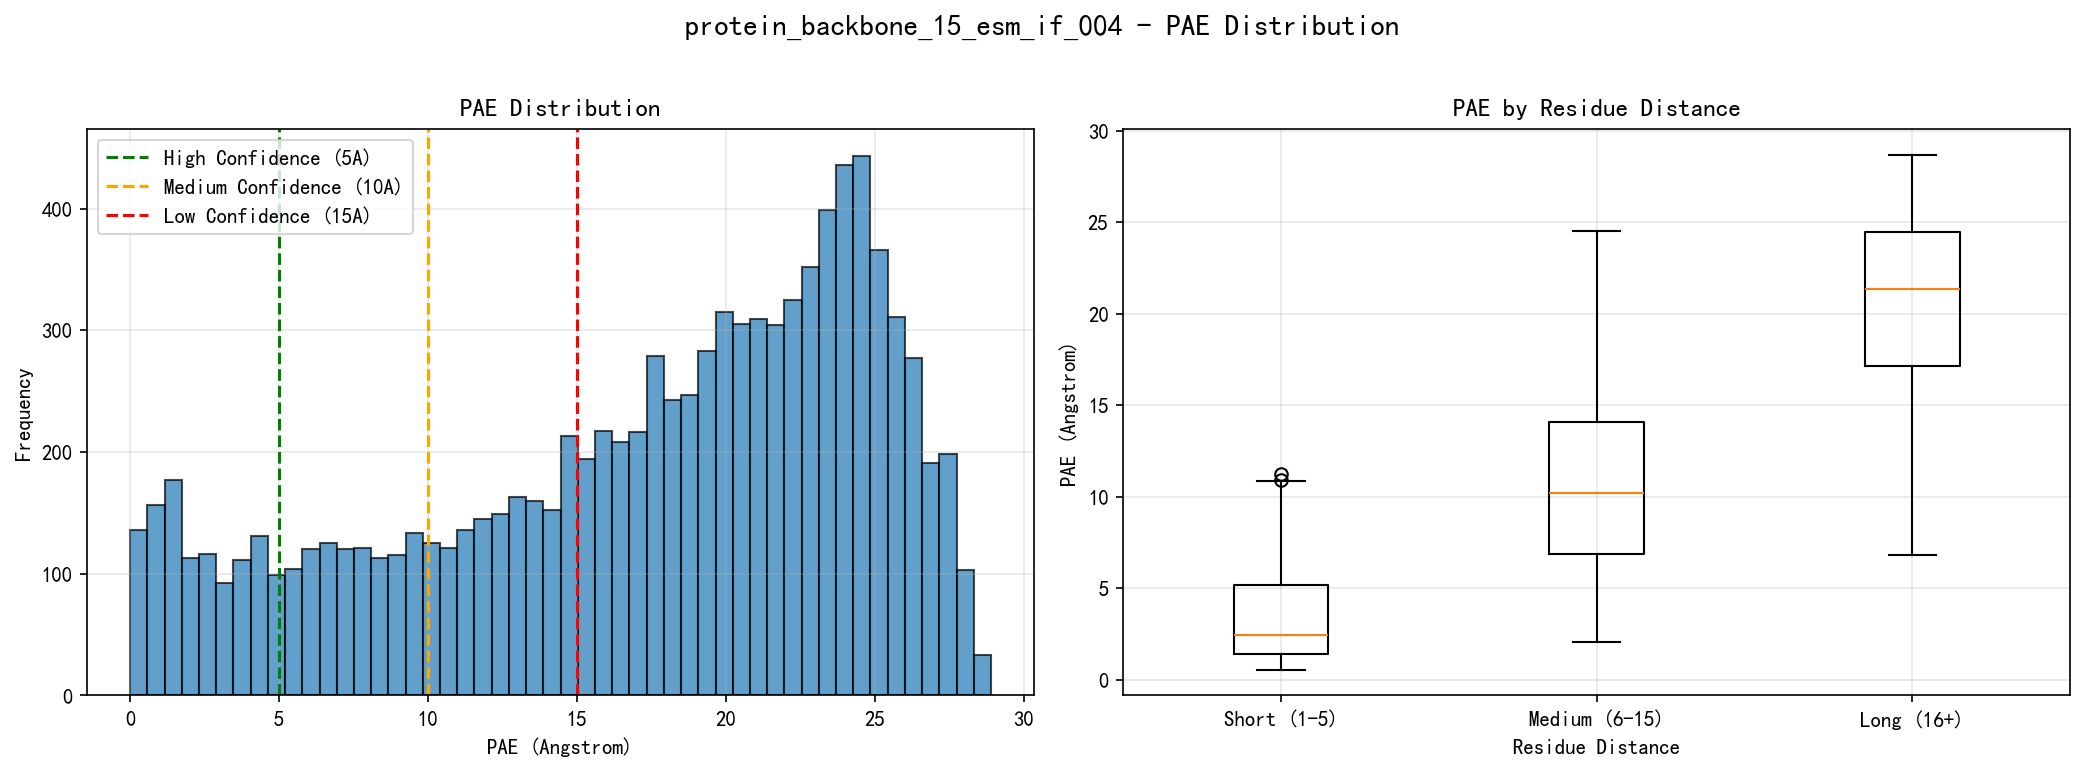 protein_backbone_15_esm_if_004 - PAE Distribution
PAE Distribution
High Confidence (5A)
Medium Confidence (10A)
Low Confidence (15A)
Frequency
400
300
200
100
0
0 5 10 15 20 25 30
PAE (Angstrom)
PAE by Residue Distance
PAE (Angstrom)
30
25
20
15
10
5
0
Short (1-5) Medium (6-15) Long (16+)
Residue Distance